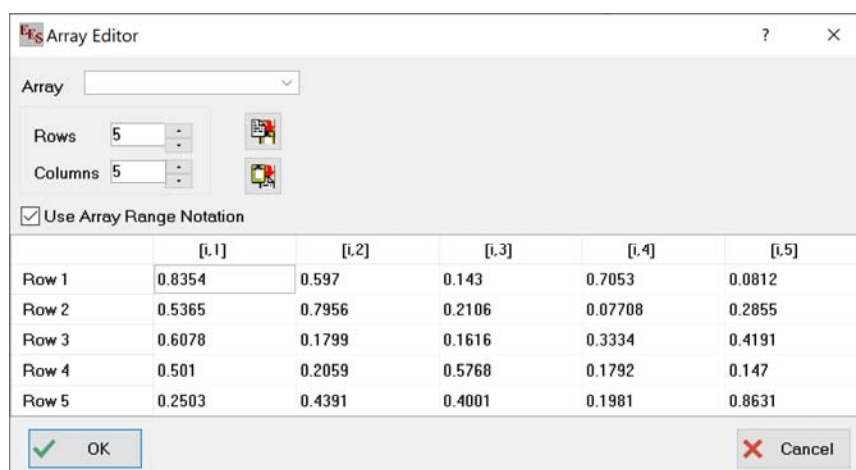 EES Array Editor ? ×
Array
Rows 5
Columns 5
Use Array Range Notation
[i,1] [i,2] [i,3] [i,4] [i,5]
Row 1 0.8354 0.597 0.143 0.7053 0.0812
Row 2 0.5365 0.7956 0.2106 0.07708 0.2855
Row 3 0.6078 0.1799 0.1616 0.3334 0.4191
Row 4 0.501 0.2059 0.5768 0.1792 0.147
Row 5 0.2503 0.4391 0.4001 0.1981 0.8631
OK Cancel